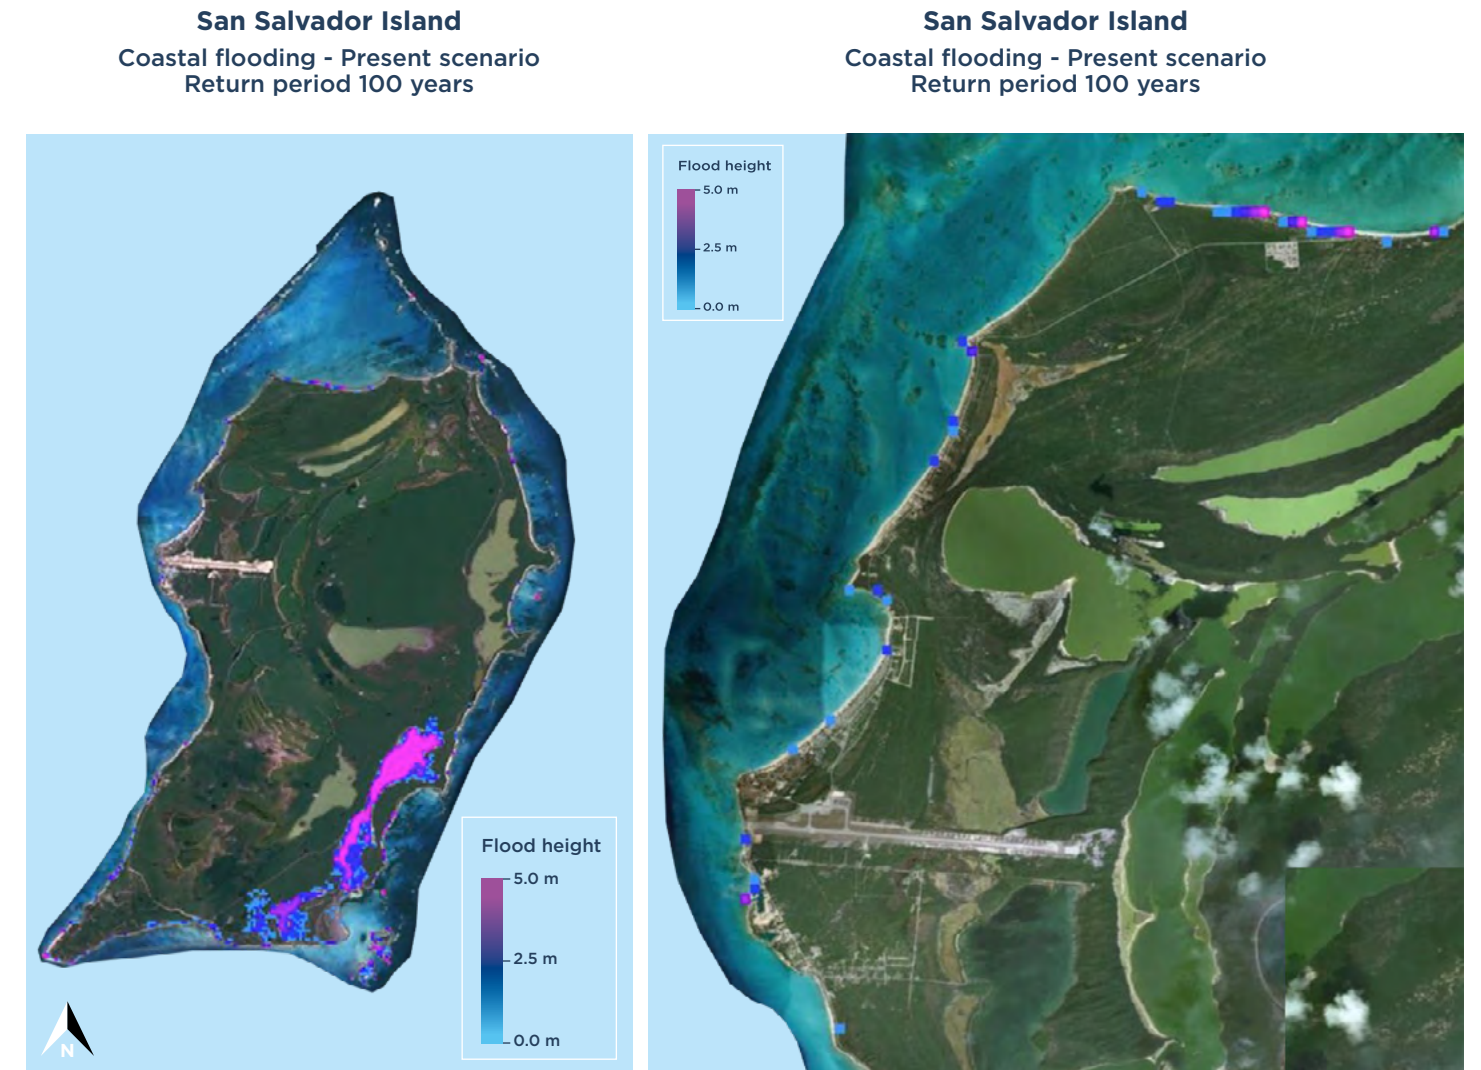 San Salvador Island
Coastal flooding - Present scenario
Return period 100 years
Flood height
5.0 m
2.5 m
0.0 m
N
San Salvador Island
Coastal flooding - Present scenario
Return period 100 years
Flood height
5.0 m
2.5 m
0.0 m